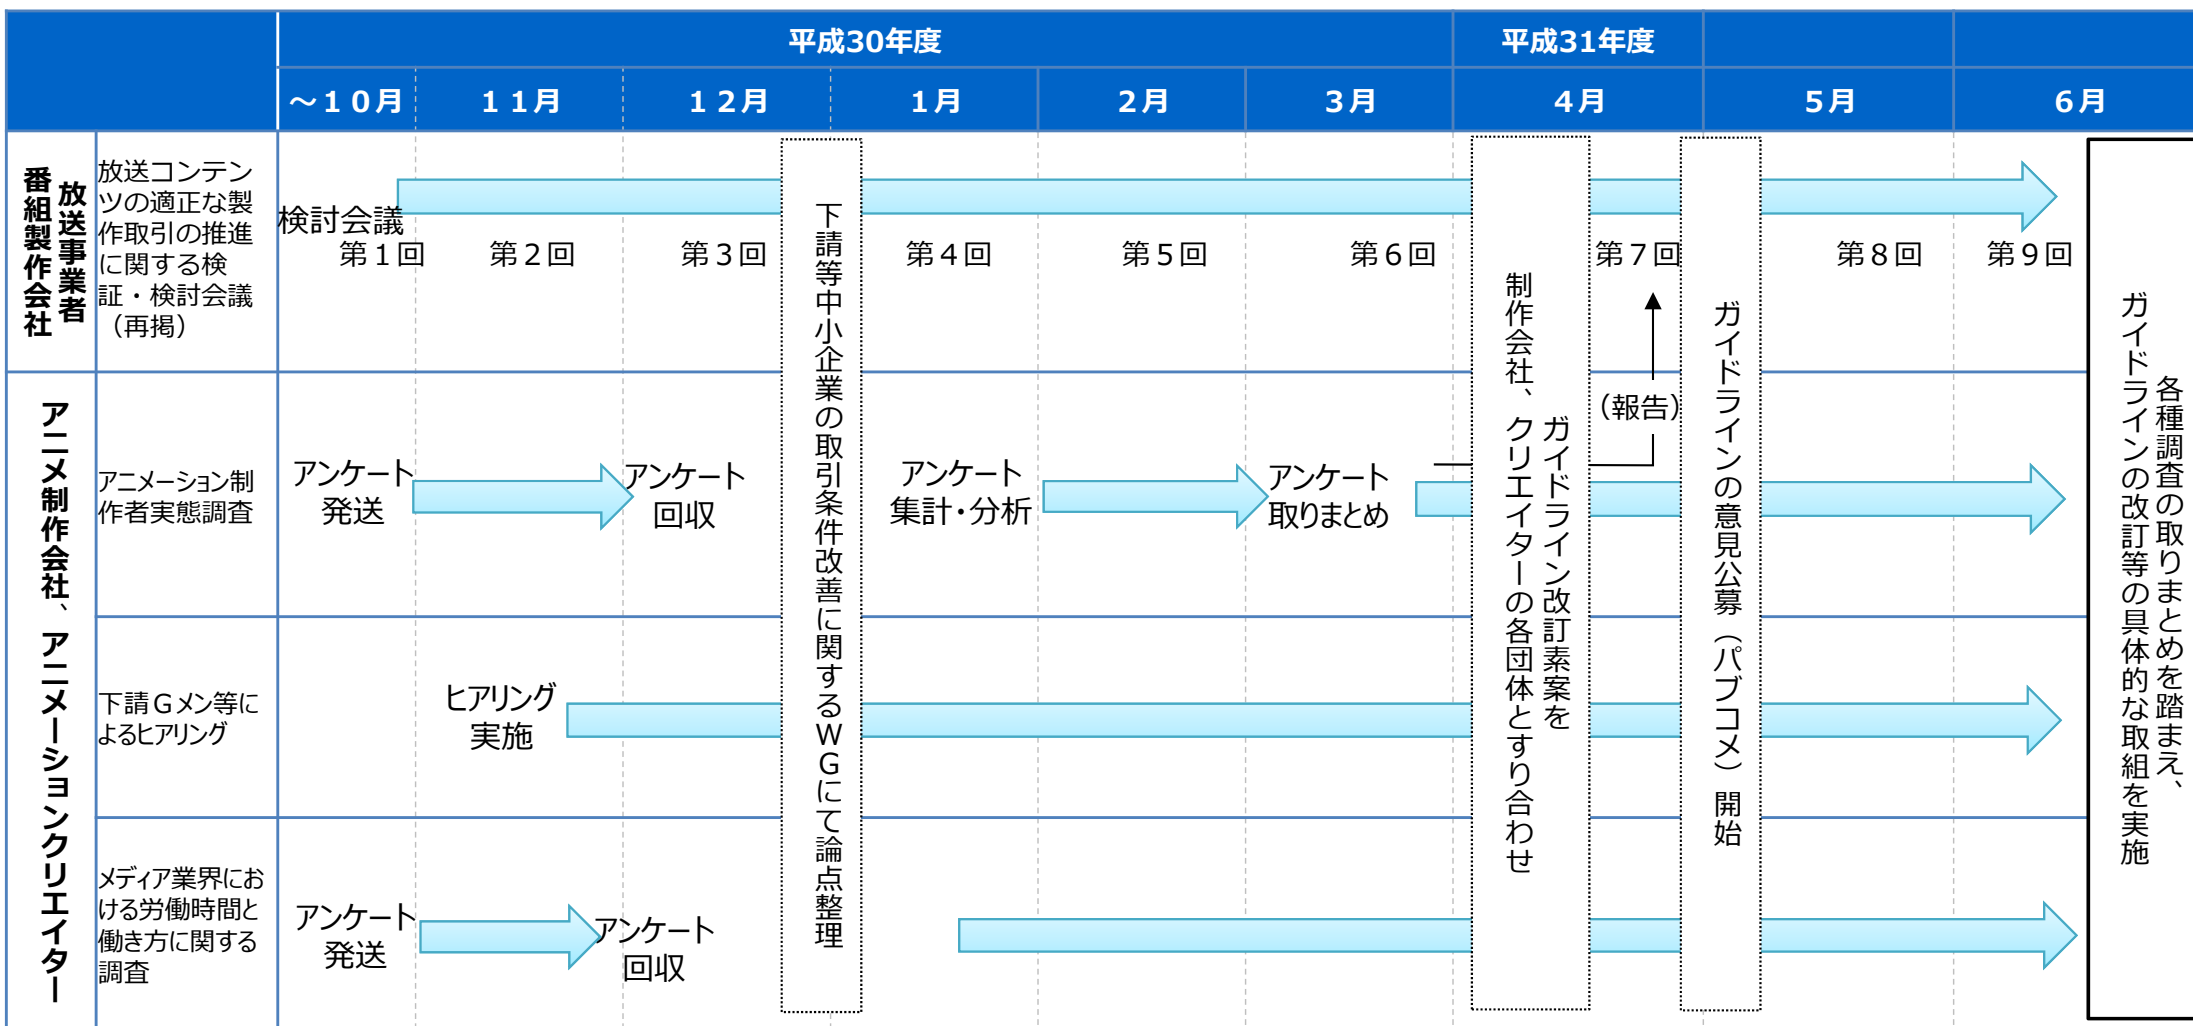 平成30年度
平成31年度
～１０月
１１月
１２月
１月
２月
３月
４月
５月
６月
放送事業者
番組製作会社
放送コンテン
ツの適正な製
作取引の推進
に関する検
証・検討会議
（再掲）
検討会議
第１回
第２回
第３回
第４回
第５回
第６回
第７回
第８回
第９回
アニメ制作会社、アニメーションクリエイター
アニメーション制
作者実態調査
アンケート
発送
アンケート
回収
アンケート
集計・分析
アンケート
取りまとめ
（報告）
下請Ｇメン等に
よるヒアリング
ヒアリング
実施
メディア業界にお
ける労働時間と
働き方に関する
調査
アンケート
発送
アンケート
回収
下請等中小企業の取引条件改善に関するＷＧにて論点整理
ガイドライン改訂素案を
制作会社、クリエイターの各団体とすり合わせ
ガイドラインの意見公募（パブコメ）開始
各種調査の取りまとめを踏まえ、
ガイドラインの改訂等の具体的な取組を実施